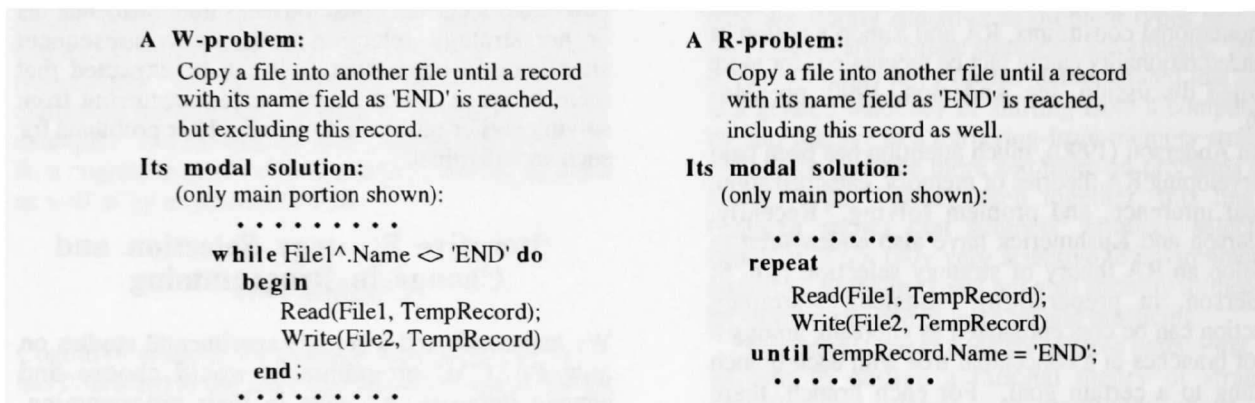 A W-problem:
Copy a file into another file until a record
with its name field as 'END' is reached,
but excluding this record.
Its modal solution:
(only main portion shown):
. . . . . . . .
while File1^.Name <> 'END' do
begin
Read(File1, TempRecord);
Write(File2, TempRecord)
end;
. . . . . . . . . .
A R-problem:
Copy a file into another file until a record
with its name field as 'END' is reached,
including this record as well.
Its modal solution:
(only main portion shown):
. . . . . . . . . .
repeat
Read(File1, TempRecord);
Write(File2, TempRecord)
until TempRecord.Name = 'END';
. . . . . . . . . .